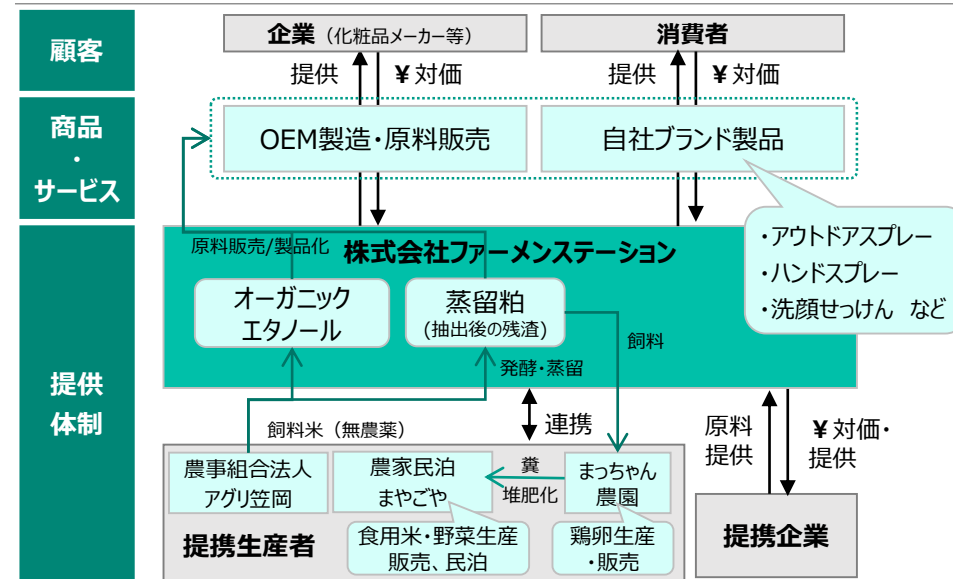 顧客
企業（化粧品メーカー等）
消費者
提供
¥対価
提供
¥対価
商品
・
サービス
OEM製造・原料販売
自社ブランド製品
・アウトドアスプレー
・ハンドスプレー
・洗顔せっけん など
提供
体制
原料販売/製品化
株式会社ファーメンステーション
オーガニック
エタノール
蒸留粕
(抽出後の残渣)
飼料
発酵・蒸留
飼料米（無農薬）
連携
原料
提供
¥対価・
提供
農事組合法人
アグリ笠岡
農家民泊
まやごや
糞
堆肥化
まっちゃん
農園
提携生産者
食用米・野菜生産
販売、民泊
鶏卵生産
・販売
提携企業